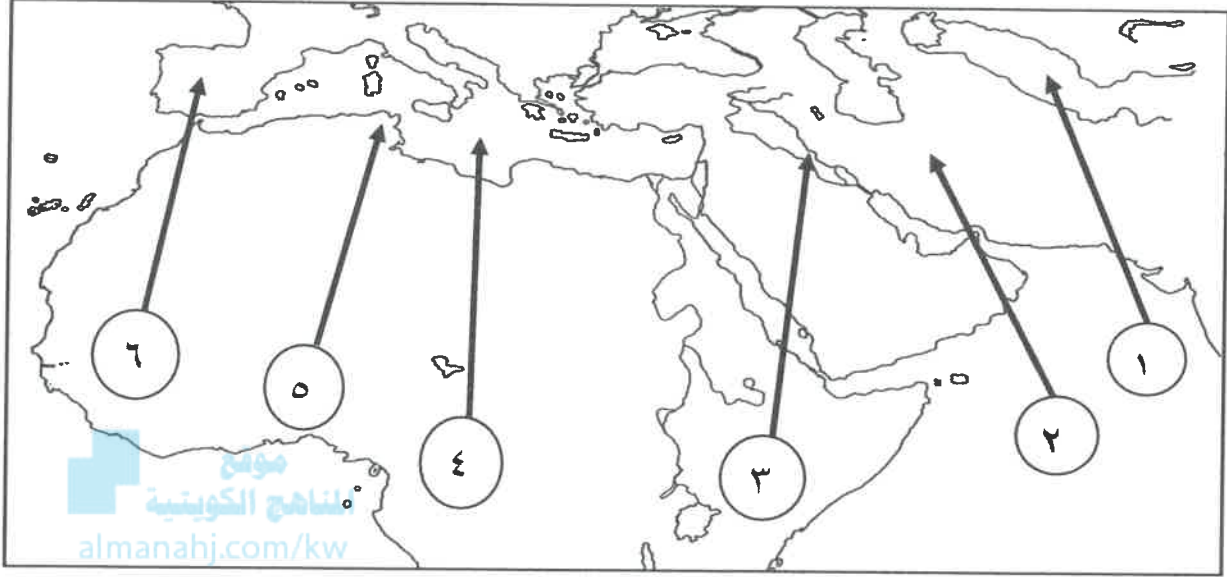 ١
٢
٣
٤
٥
٦
موقع
المناهج الكويتية
almanahj.com/kw